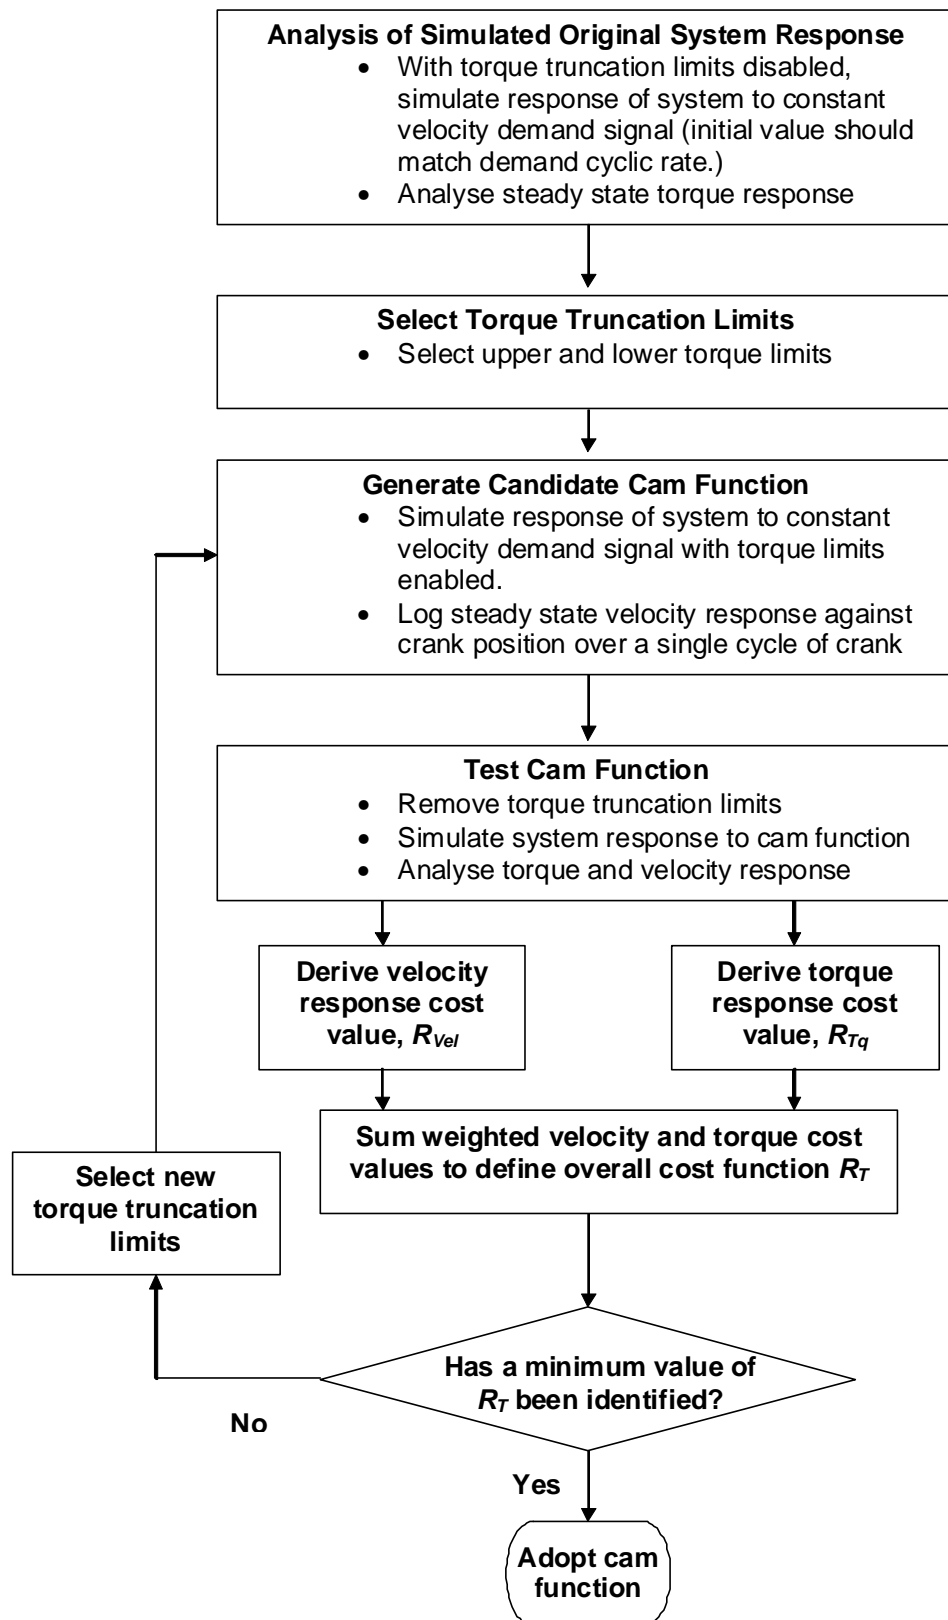 Analysis of Simulated Original System Response
• With torque truncation limits disabled,
simulate response of system to constant
velocity demand signal (initial value should
match demand cyclic rate.)
• Analyse steady state torque response
Select Torque Truncation Limits
• Select upper and lower torque limits
Generate Candidate Cam Function
• Simulate response of system to constant
velocity demand signal with torque limits
enabled.
• Log steady state velocity response against
crank position over a single cycle of crank
Test Cam Function
• Remove torque truncation limits
• Simulate system response to cam function
• Analyse torque and velocity response
Derive velocity
response cost
value, R_Vel
Derive torque
response cost
value, R_Tq
Sum weighted velocity and torque cost
values to define overall cost function R_T
Select new
torque truncation
limits
Has a minimum value of
R_T been identified?
No
Yes
Adopt cam
function